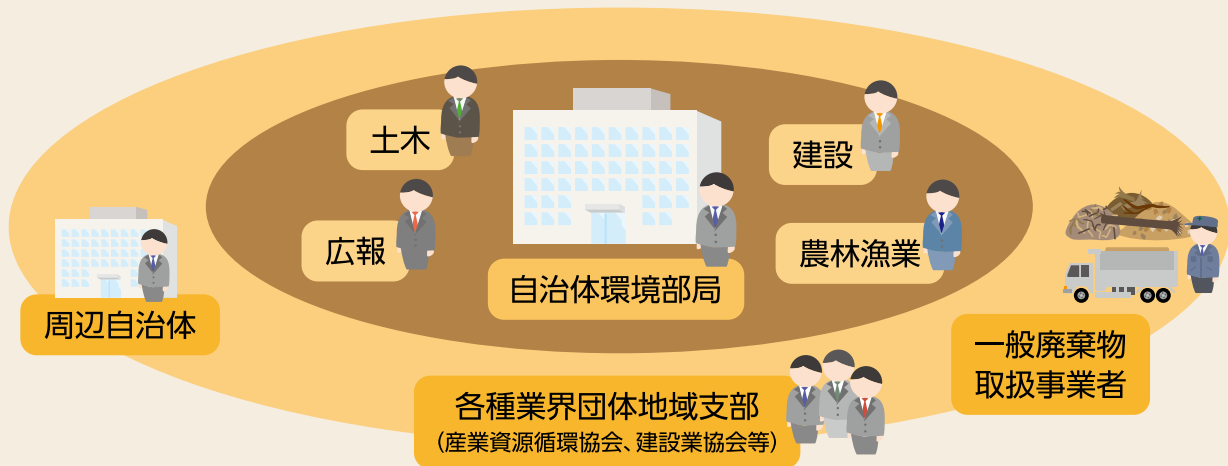 土木
建設
広報
農林漁業
自治体環境部局
周辺自治体
一般廃棄物
取扱事業者
各種業界団体地域支部
(産業資源循環協会、建設業協会等)